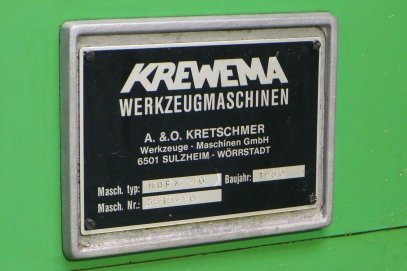 KREWEMA
WERKZEUGMASCHINEN
A. &O. KRETSCHMER
Werkzeuge - Maschinen GmbH
6501 SULZHEIM - WÖRRSTADT
Masch. typ: Baujahr:
Masch. Nr.: